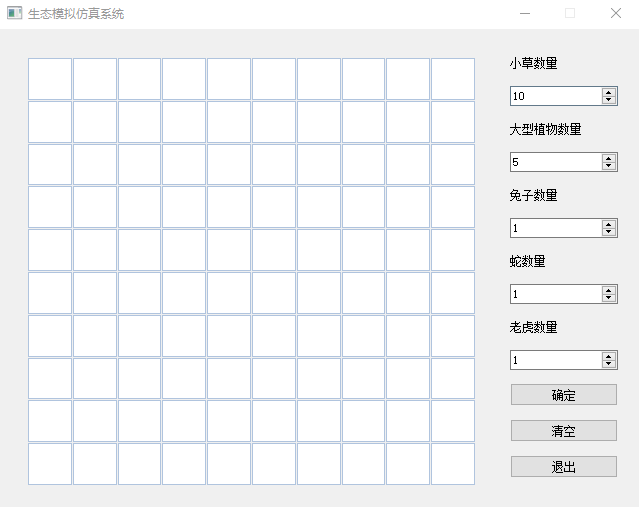 生态模拟仿真系统
小草数量
10
大型植物数量
5
兔子数量
1
蛇数量
1
老虎数量
1
确定
清空
退出